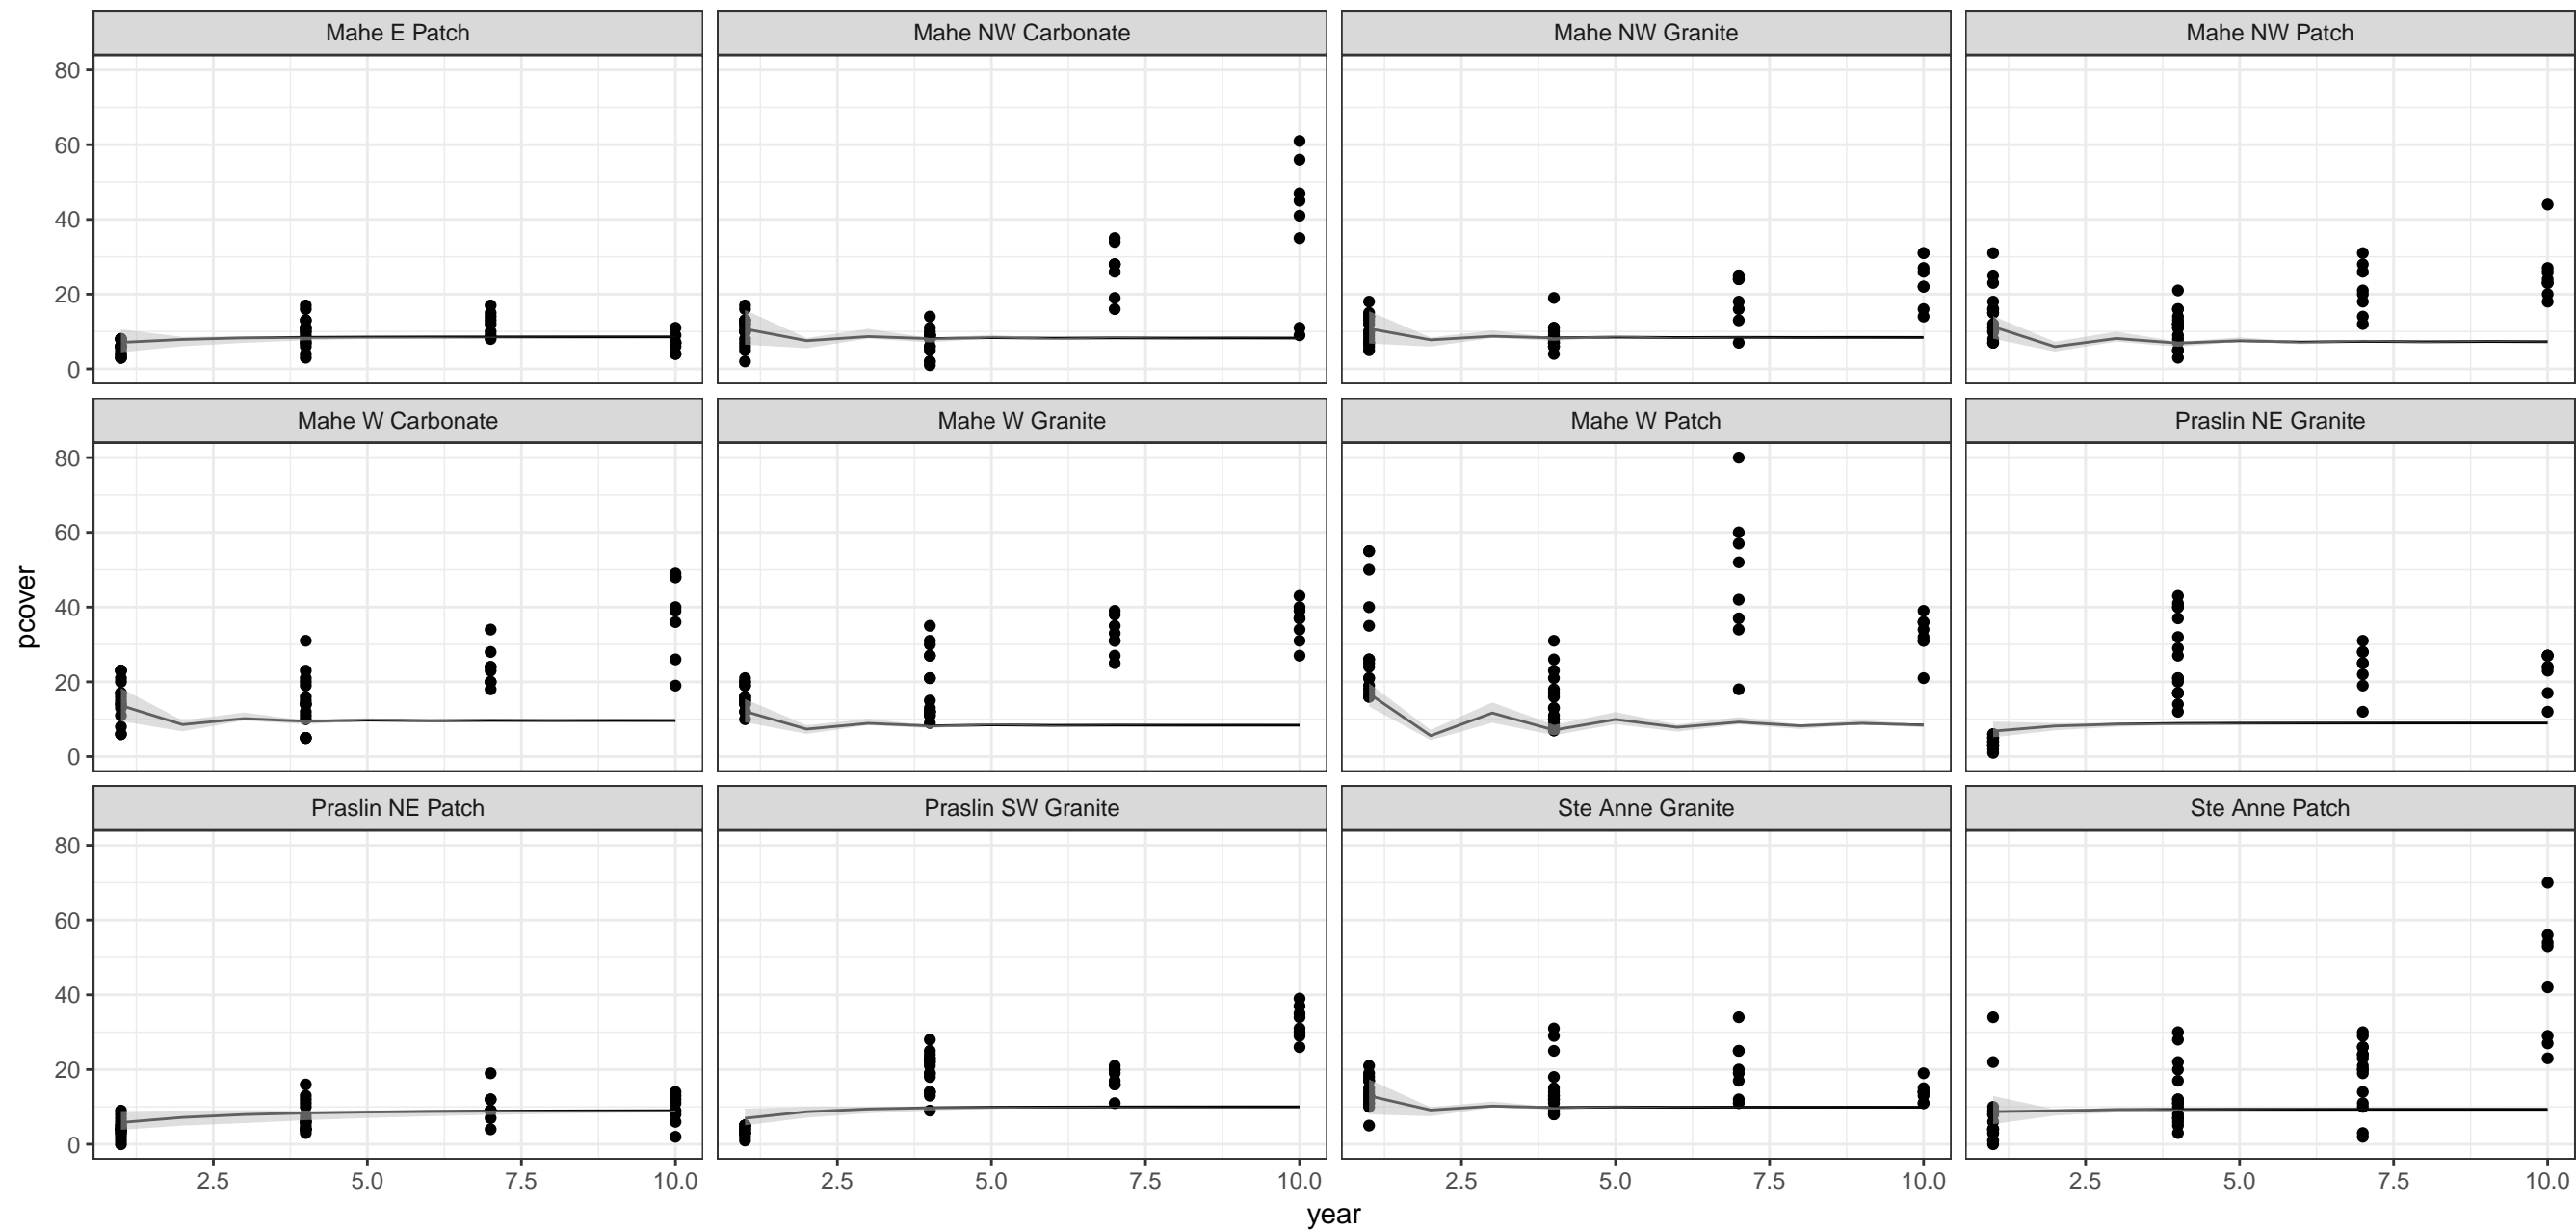 Mahe E Patch Mahe NW Carbonate Mahe NW Granite Mahe NW Patch
80
60
40
20
0
Mahe W Carbonate Mahe W Granite Mahe W Patch Praslin NE Granite
80
60
40
20
0
pcover
Praslin NE Patch Praslin SW Granite Ste Anne Granite Ste Anne Patch
80
60
40
20
0
2.5 5.0 7.5 10.0 2.5 5.0 7.5 10.0 2.5 5.0 7.5 10.0 2.5 5.0 7.5 10.0
year